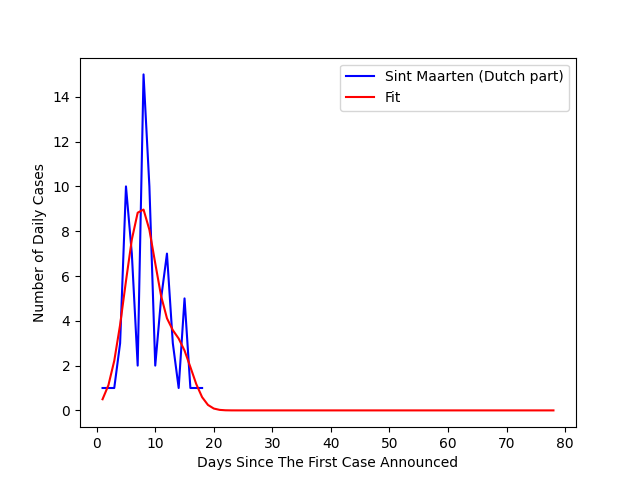 Sint Maarten (Dutch part)
Fit
14
12
10
8
6
4
2
0
Number of Daily Cases
0 10 20 30 40 50 60 70 80
Days Since The First Case Announced